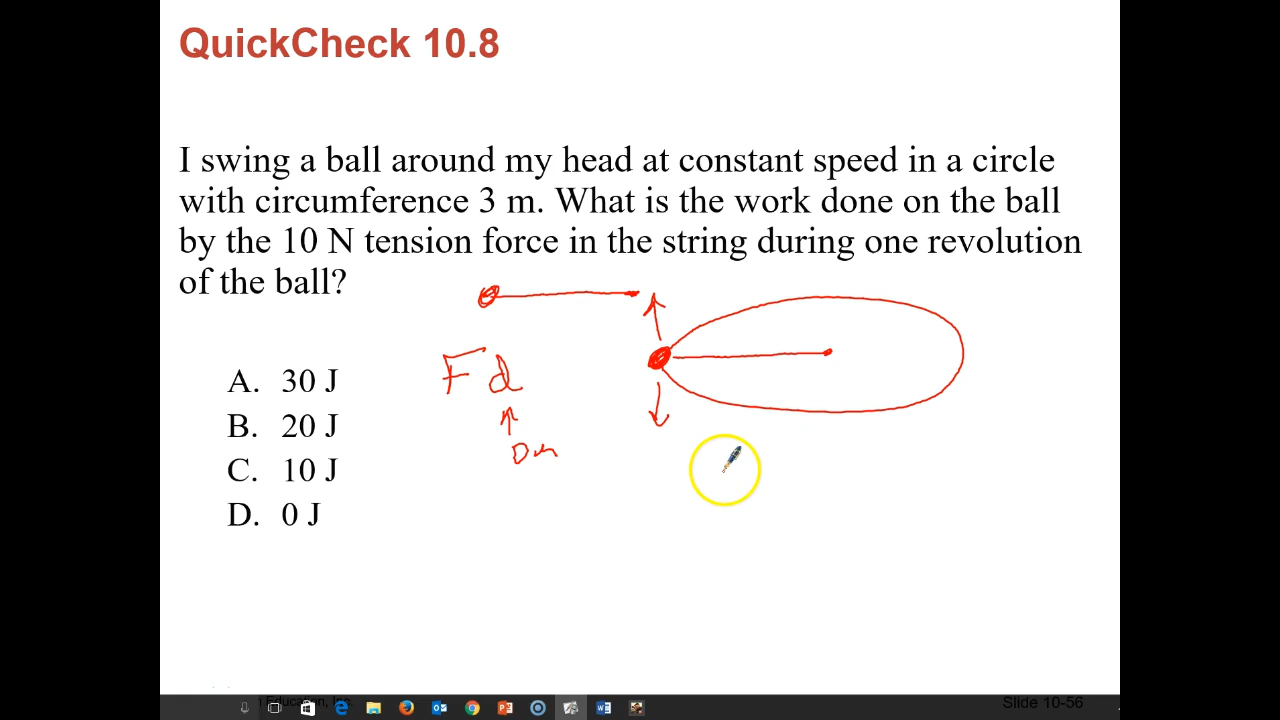 QuickCheck 10.8
I swing a ball around my head at constant speed in a circle
with circumference 3 m. What is the work done on the ball
by the 10 N tension force in the string during one revolution
of the ball?
F d
A. 30 J
B. 20 J
C. 10 J
D. 0 J
Education, Inc.
Slide 10-56